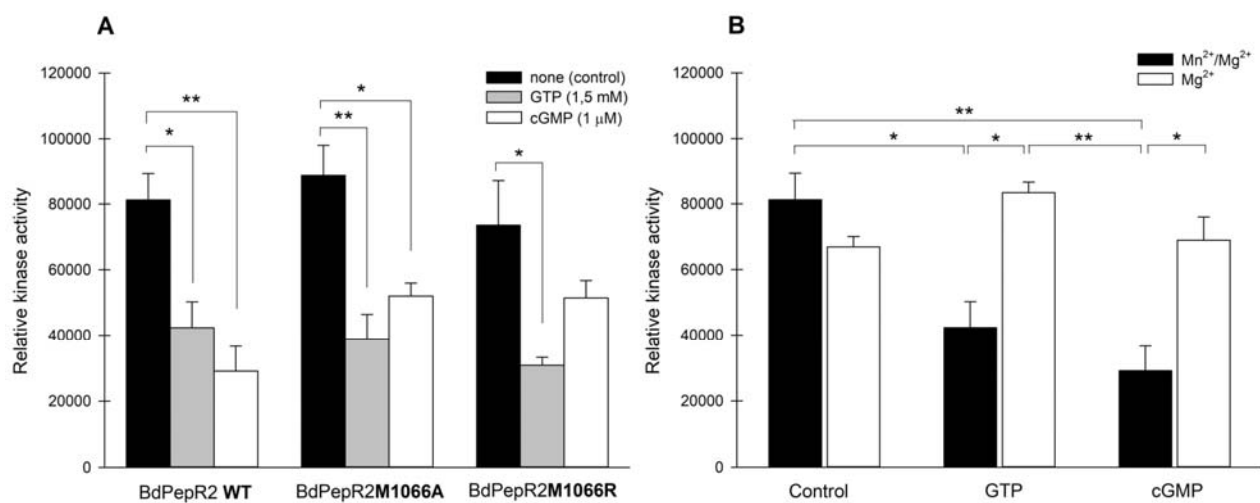 A
Relative kinase activity
120000
100000
80000
60000
40000
20000
0
none (control)
GTP (1,5 mM)
cGMP (1 μM)
**
*
*
**
*
BdPepR2 WT
BdPepR2M1066A
BdPepR2M1066R
B
Relative kinase activity
120000
100000
80000
60000
40000
20000
0
Mn²⁺/Mg²⁺
Mg²⁺
**
* * ** *
Control GTP cGMP